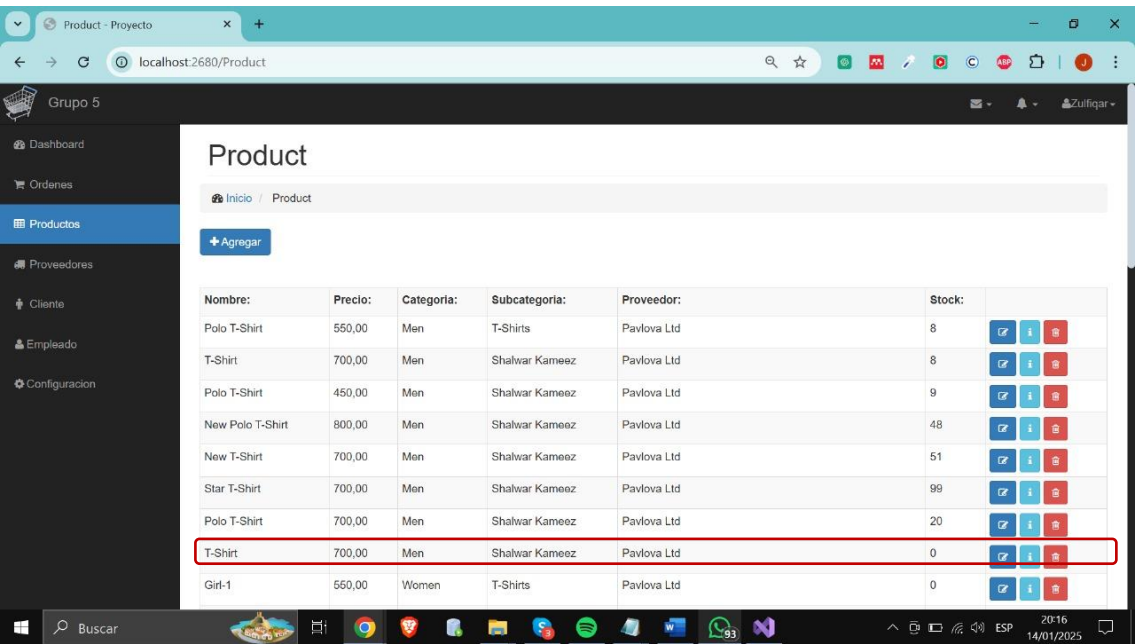 Product - Proyecto
localhost:2680/Product
ABP
J
Grupo 5
Zulfiqar
Dashboard
Ordenes
Productos
Proveedores
Cliente
Empleado
Configuracion
Product
Inicio / Product
Agregar
Nombre: Precio: Categoria: Subcategoria: Proveedor: Stock:
Polo T-Shirt 550,00 Men T-Shirts Pavlova Ltd 8
T-Shirt 700,00 Men Shalwar Kameez Pavlova Ltd 8
Polo T-Shirt 450,00 Men Shalwar Kameez Pavlova Ltd 9
New Polo T-Shirt 800,00 Men Shalwar Kameez Pavlova Ltd 48
New T-Shirt 700,00 Men Shalwar Kameez Pavlova Ltd 51
Star T-Shirt 700,00 Men Shalwar Kameez Pavlova Ltd 99
Polo T-Shirt 700,00 Men Shalwar Kameez Pavlova Ltd 20
T-Shirt 700,00 Men Shalwar Kameez Pavlova Ltd 0
Girl-1 550,00 Women T-Shirts Pavlova Ltd 0
Buscar
93
ESP
20:16
14/01/2025